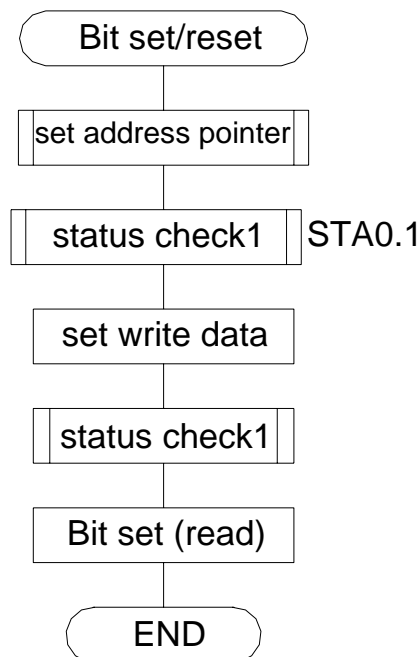 Bit set/reset
set address pointer
status check1 STA0.1
set write data
status check1
Bit set (read)
END